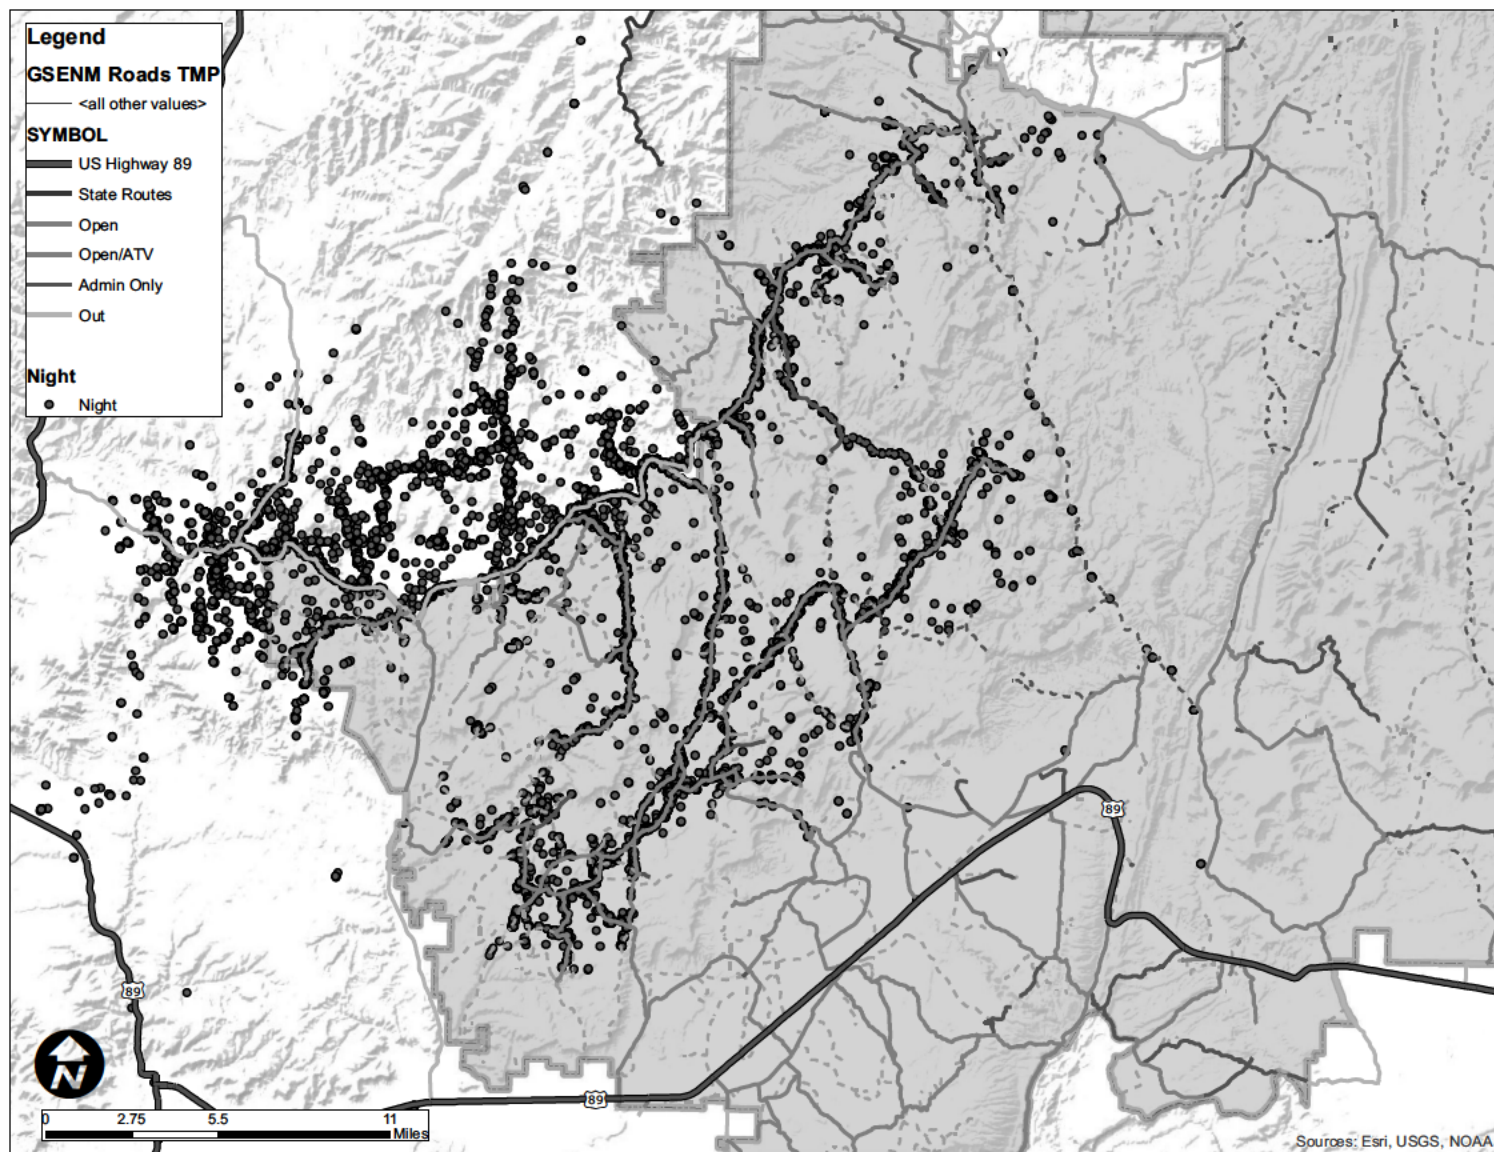 Legend
GSENM Roads TMP
<all other values>
SYMBOL
US Highway 89
State Routes
Open
Open/ATV
Admin Only
Out
Night
Night
89
89
89
N
0 2.75 5.5 11
Miles
Sources: Esri, USGS, NOAA